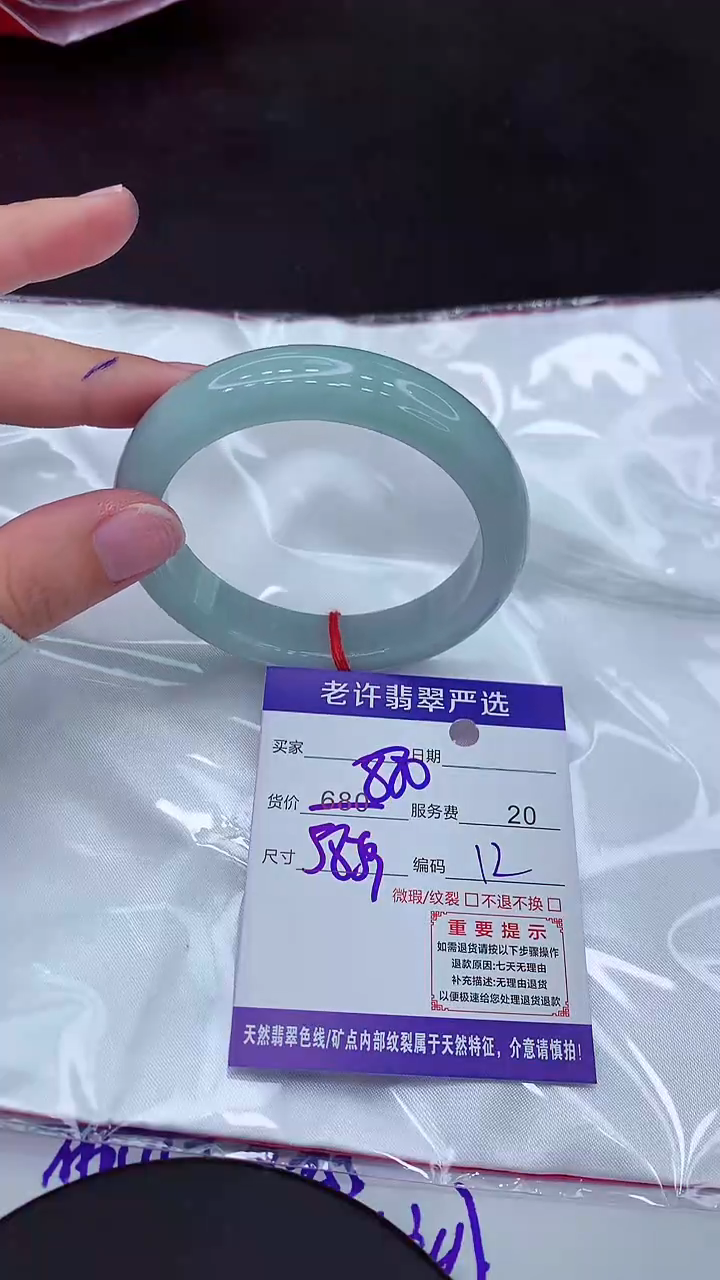 老许翡翠严选
买家 日期
880
货价 680 服务费 20
尺寸 编码 12
微瑕/纹裂 □ 不退不换 □
重要提示
如需退货请按以下步骤操作
退款原因:七天无理由
补充描述:无理由退货
以便极速给您处理退货退款
天然翡翠色线/矿点内部纹裂属于天然特征，介意请慎拍！